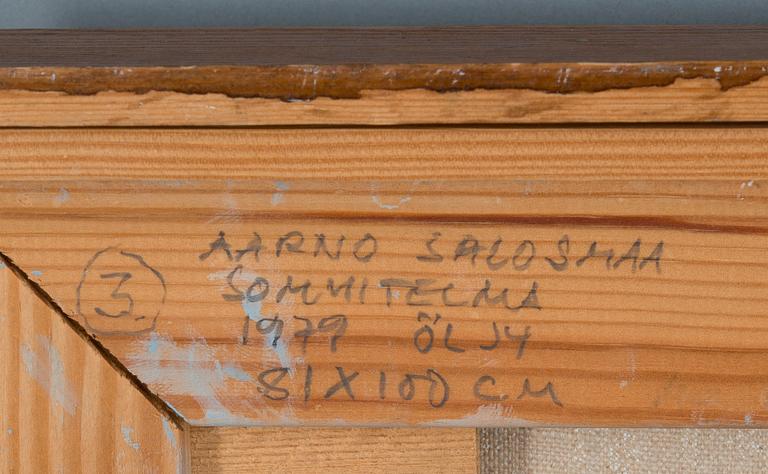 AARNO SALOSMAA
3.
SOMMITELMA
1979 ÖLJY
81X100 CM